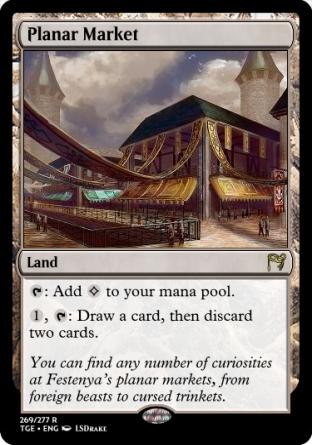 Planar Market
Land
: Add to your mana pool.
1, : Draw a card, then discard
two cards.
You can find any number of curiosities
at Festenya's planar markets, from
foreign beasts to cursed trinkets.
269/277 R
TGE • ENG LSDRAKE